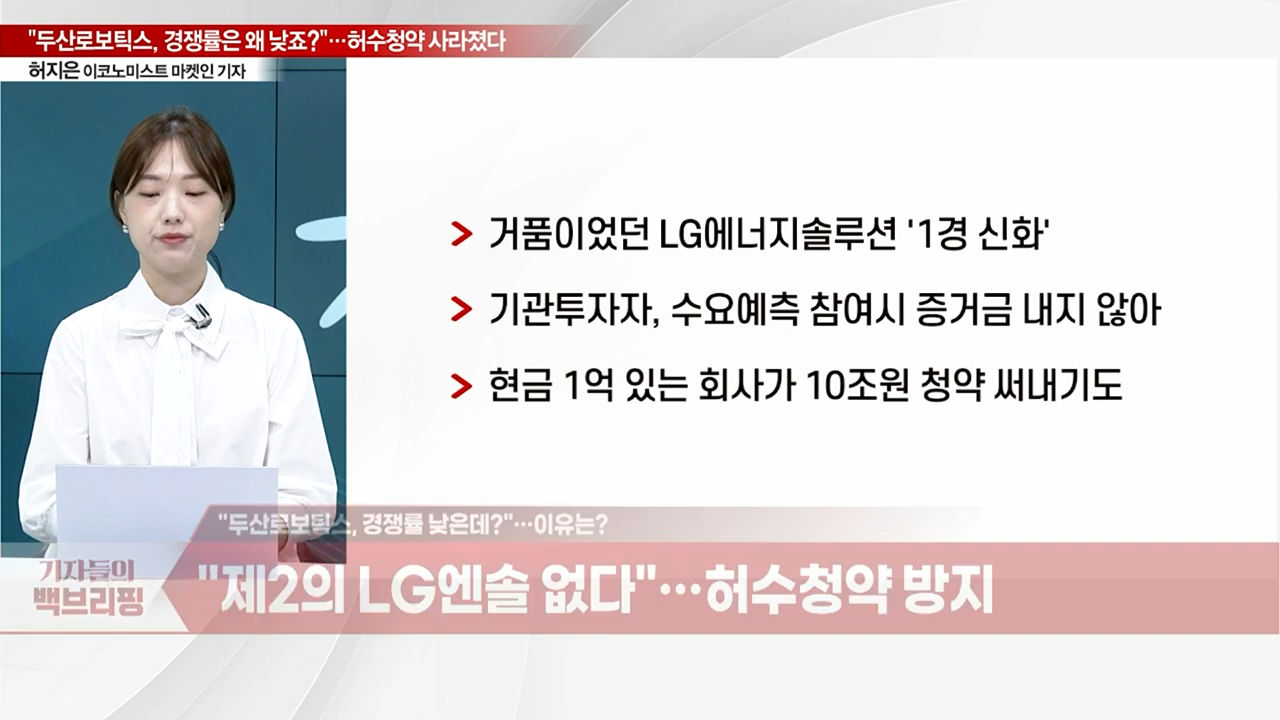 "두산로보틱스, 경쟁률은 왜 낮죠?"…허수청약 사라졌다
허지은 이코노미스트 마켓인 기자
> 거품이었던 LG에너지솔루션 '1경 신화'
> 기관투자자, 수요예측 참여시 증거금 내지 않아
> 현금 1억 있는 회사가 10조원 청약 써내기도
"두산로보틱스, 경쟁률 낮은데?"…이유는?
기자들의
백브리핑
"제2의 LG엔솔 없다"…허수청약 방지